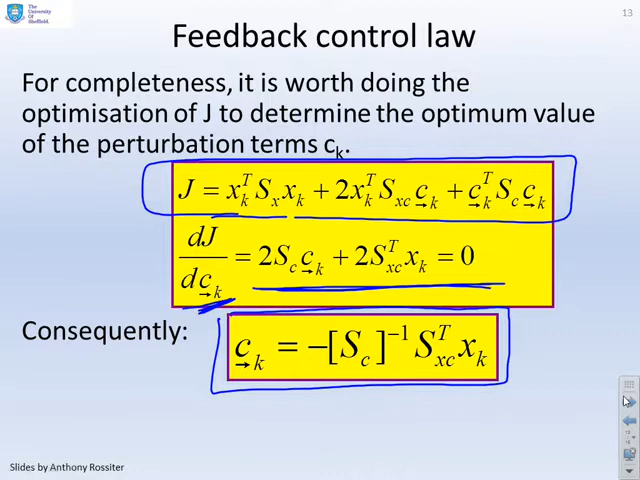 The
University
Of
Sheffield.
13
Feedback control law
For completeness, it is worth doing the
optimisation of J to determine the optimum value
of the perturbation terms c_k.
J = x_k^T S_x x_k + 2x_k^T S_xc c_k + c_k^T S_c c_k
dJ/dc_k = 2S_c c_k + 2S_xc^T x_k = 0
Consequently:
c_k = −[S_c]^−1 S_xc^T x_k
Slides by Anthony Rossiter